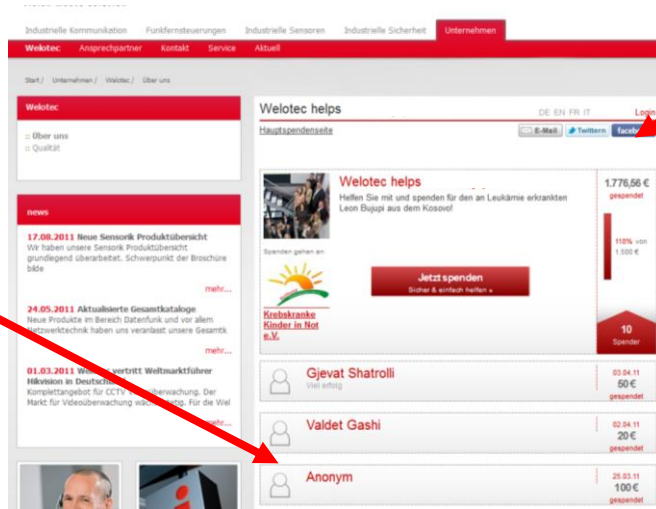 Industrielle Kommunikation Funkfernsteuerungen Industrielle Sensoren Industrielle Sicherheit Unternehmen
Welotec Ansprechpartner Kontakt Service Aktuell
Start / Unternehmen / Welotec / Über uns
Welotec
:: Über uns
:: Qualität
news
17.08.2011 Neue Sensorik Produktübersicht
Wir haben unsere Sensorik Produktübersicht
grundlegend überarbeitet. Schwerpunkt der Broschüre
bilde
mehr...
24.05.2011 Aktualisierte Gesamtkataloge
Neue Produkte im Bereich Datenfunk und vor allem
Netzwerktechnik haben uns veranlasst unsere Gesamtk
mehr...
01.03.2011 vertritt Weltmarktführer
Hikvision in
Komplettangebot für CCTV. Der
Markt für Videoüberwachung. Für die Wel
Welotec helps
DE EN FR IT Login
Hauptspendenseite
E-Mail Twittern
Welotec helps
Helfen Sie mit und spenden für den an Leukämie erkrankten
Leon Bujupi aus dem Kosovo!
Jetzt spenden
Sicher & einfach helfen »
Spenden gehen an
Krebskranke
Kinder in Not
e.V.
1.776,56 €
gespendet
118% von
1.500 €
10
Spender
Gjevat Shatrolli
Viel erfolg
03.04.11
50 €
gespendet
Valdet Gashi
02.04.11
20 €
gespendet
Anonym
25.03.11
100 €
gespendet